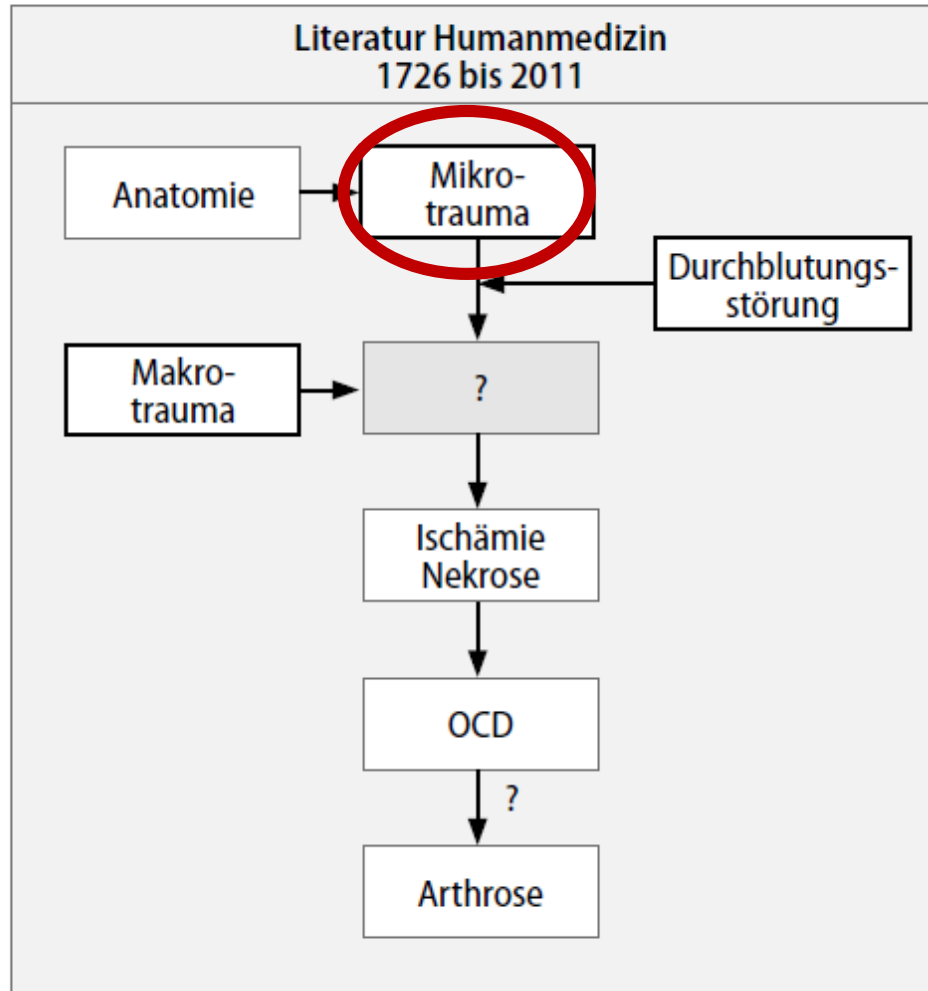 Literatur Humanmedizin
1726 bis 2011
Anatomie
Mikro-
trauma
Durchblutungs-
störung
Makro-
trauma
?
Ischämie
Nekrose
OCD
?
Arthrose